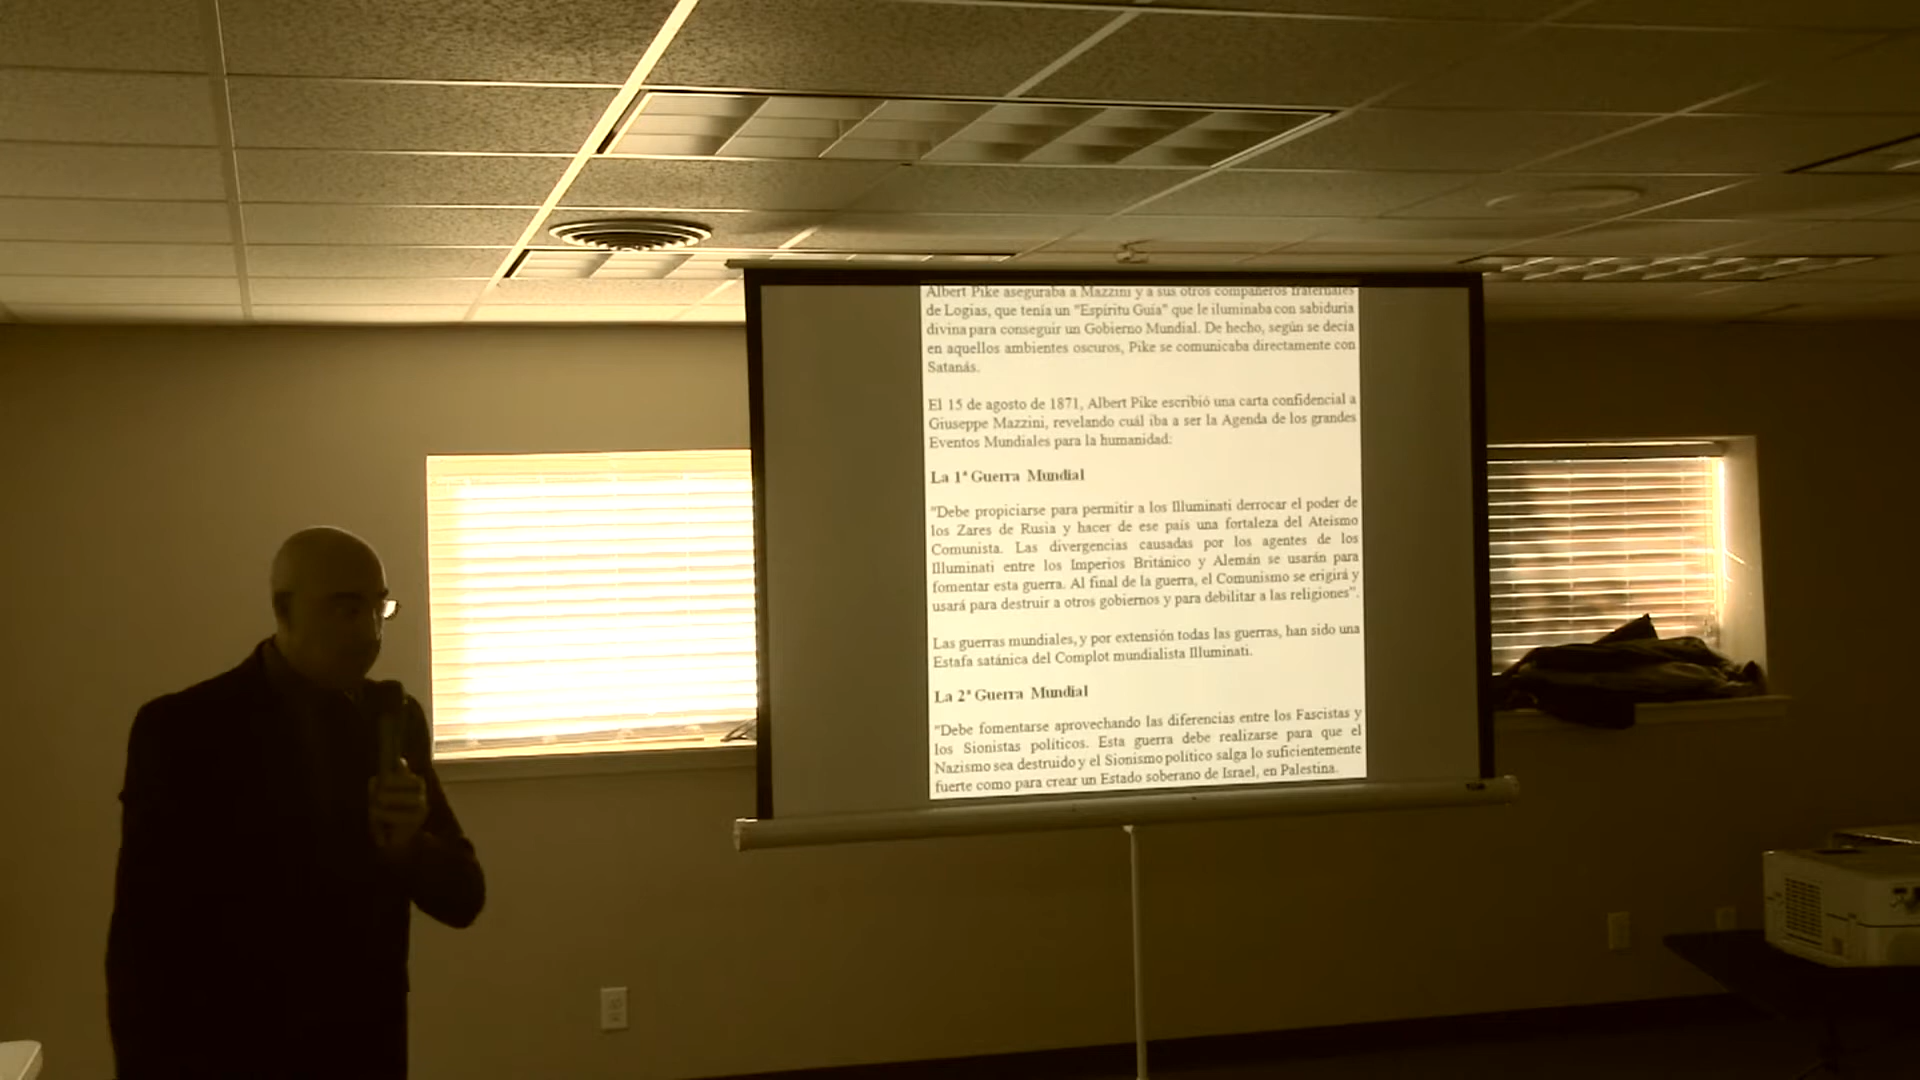 Albert Pike aseguraba a Mazzini y a sus otros compañeros fraternales
de Logias, que tenía un "Espíritu Guía" que le iluminaba con sabiduría
divina para conseguir un Gobierno Mundial. De hecho, según se decía
en aquellos ambientes oscuros, Pike se comunicaba directamente con
Satanás.
El 15 de agosto de 1871, Albert Pike escribió una carta confidencial a
Giuseppe Mazzini, revelando cuál iba a ser la Agenda de los grandes
Eventos Mundiales para la humanidad:
La 1ª Guerra Mundial
"Debe propiciarse para permitir a los Illuminati derrocar el poder de
los Zares de Rusia y hacer de ese país una fortaleza del Ateísmo
Comunista. Las divergencias causadas por los agentes de los
Illuminati entre los Imperios Británico y Alemán se usarán para
fomentar esta guerra. Al final de la guerra, el Comunismo se erigirá y
usará para destruir a otros gobiernos y para debilitar a las religiones".
Las guerras mundiales, y por extensión todas las guerras, han sido una
Estafa satánica del Complot mundialista Illuminati.
La 2ª Guerra Mundial
"Debe fomentarse aprovechando las diferencias entre los Fascistas y
los Sionistas políticos. Esta guerra debe realizarse para que el
Nazismo sea destruido y el Sionismo político salga lo suficientemente
fuerte como para crear un Estado soberano de Israel, en Palestina.